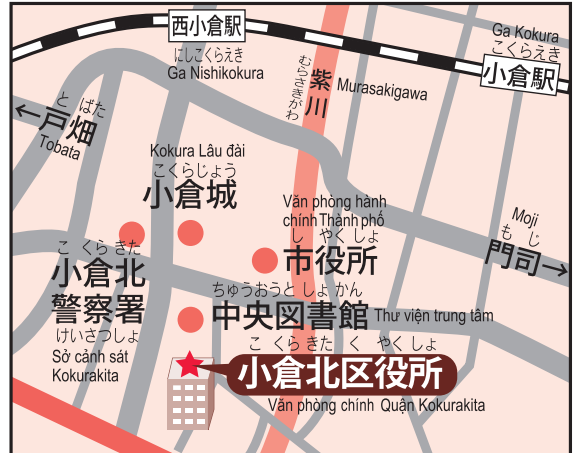 西小倉駅
にしこくらえき
Ga Nishikokura
Ga Kokura
こくらえき
小倉駅
むらさきがわ
紫川
Murasakigawa
とばた
←戸畑
Tobata
Kokura Lâu đài
こくらじょう
小倉城
Văn phòng hành
chính Thành phố
しやくしょ
市役所
Moji
もじ
門司→
こくらきた
小倉北
警察署
けいさつしょ
Sở cảnh sát
Kokurakita
ちゅうおうとしょかん
中央図書館
Thư viện trung tâm
こくらきたくやくしょ
小倉北区役所
Văn phòng chính Quận Kokurakita